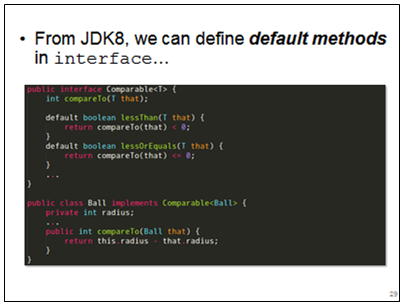 • From JDK8, we can define default methods
in interface...
public interface Comparable<T> {
int compareTo(T that);
default boolean lessThan(T that) {
return compareTo(that) < 0;
}
default boolean lessOrEquals(T that) {
return compareTo(that) <= 0;
}
...
}
public class Ball implements Comparable<Ball> {
private int radius;
...
public int compareTo(Ball that) {
return this.radius - that.radius;
}
}
29